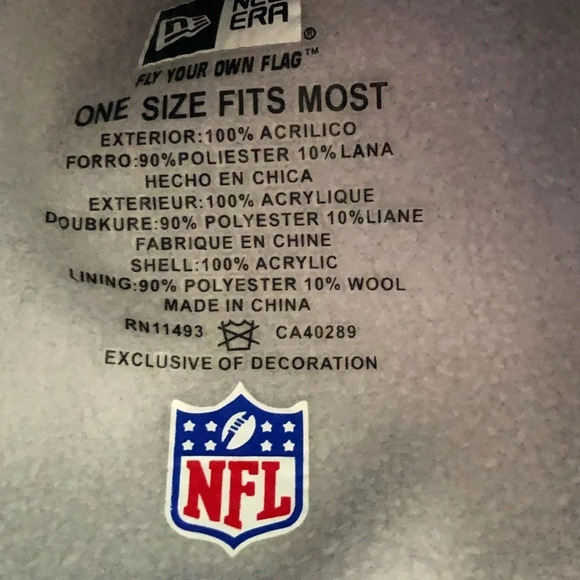 NEW
ERA®
FLY YOUR OWN FLAG™
ONE SIZE FITS MOST
EXTERIOR:100% ACRILICO
FORRO:90%POLIESTER 10% LANA
HECHO EN CHICA
EXTERIEUR:100% ACRYLIQUE
DOUBKURE:90% POLYESTER 10%LIANE
FABRIQUE EN CHINE
SHELL:100% ACRYLIC
LINING:90% POLYESTER 10% WOOL
MADE IN CHINA
RN11493 CA40289
EXCLUSIVE OF DECORATION
NFL